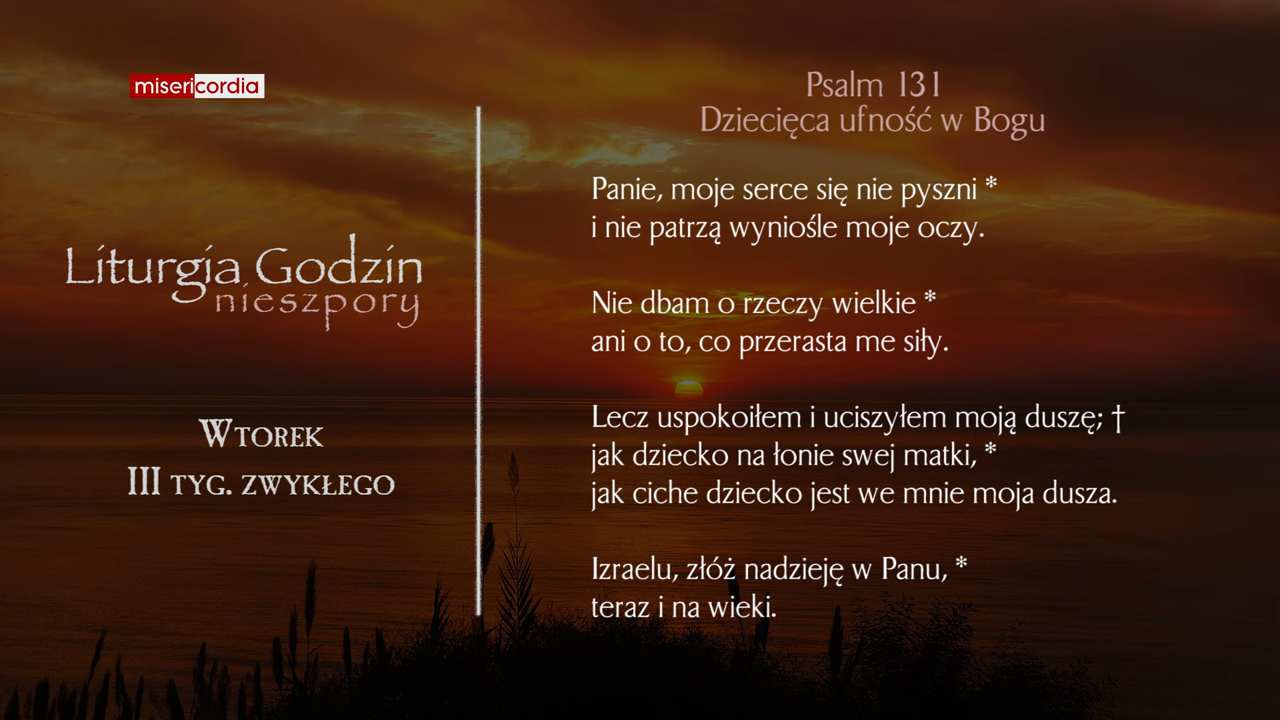 misericordia
Liturgia Godzin
nieszpory
Wtorek
III tyg. zwykłego
Psalm 131
Dziecięca ufność w Bogu
Panie, moje serce się nie pyszni *
i nie patrzą wyniośle moje oczy.
Nie dbam o rzeczy wielkie *
ani o to, co przerasta me siły.
Lecz uspokoiłem i uciszyłem moją duszę; †
jak dziecko na łonie swej matki, *
jak ciche dziecko jest we mnie moja dusza.
Izraelu, złóż nadzieję w Panu, *
teraz i na wieki.